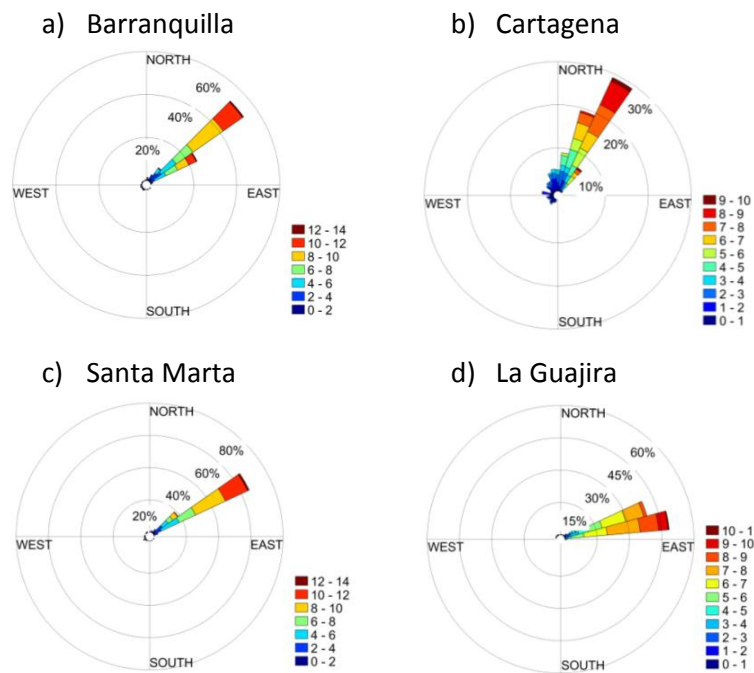 a) Barranquilla
NORTH
60%
40%
20%
WEST
EAST
SOUTH
12 - 14
10 - 12
8 - 10
6 - 8
4 - 6
2 - 4
0 - 2
b) Cartagena
NORTH
30%
20%
10%
WEST
EAST
SOUTH
9 - 10
8 - 9
7 - 8
6 - 7
5 - 6
4 - 5
3 - 4
2 - 3
1 - 2
0 - 1
c) Santa Marta
NORTH
80%
60%
40%
20%
WEST
EAST
SOUTH
12 - 14
10 - 12
8 - 10
6 - 8
4 - 6
2 - 4
0 - 2
d) La Guajira
NORTH
60%
45%
30%
15%
WEST
EAST
SOUTH
10 - 1
9 - 10
8 - 9
7 - 8
6 - 7
5 - 6
4 - 5
3 - 4
2 - 3
1 - 2
0 - 1